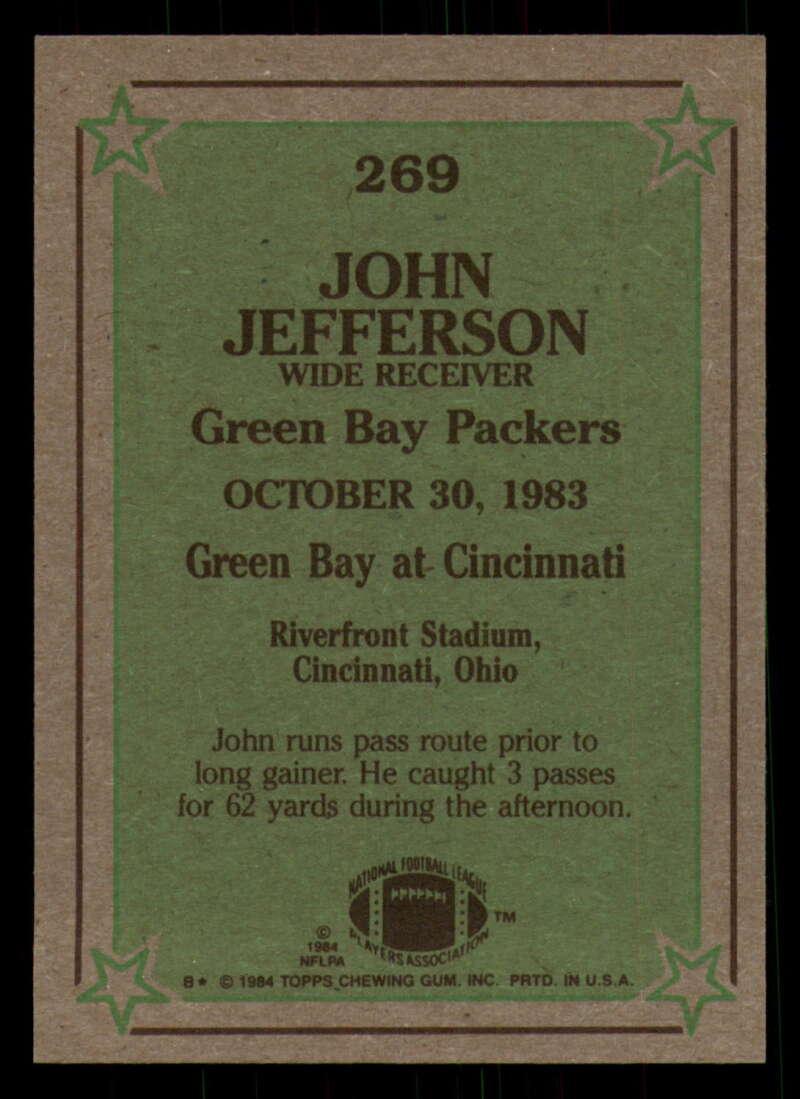 269
JOHN
JEFFERSON
WIDE RECEIVER
Green Bay Packers
OCTOBER 30, 1983
Green Bay at Cincinnati
Riverfront Stadium,
Cincinnati, Ohio
John runs pass route prior to
long gainer. He caught 3 passes
for 62 yards during the afternoon.
NATIONAL FOOTBALL LEAGUE
PLAYERS ASSOCIATION
TM
©
1984
NFLPA
B* © 1984 TOPPS CHEWING GUM. INC. PRTD. IN U.S.A.